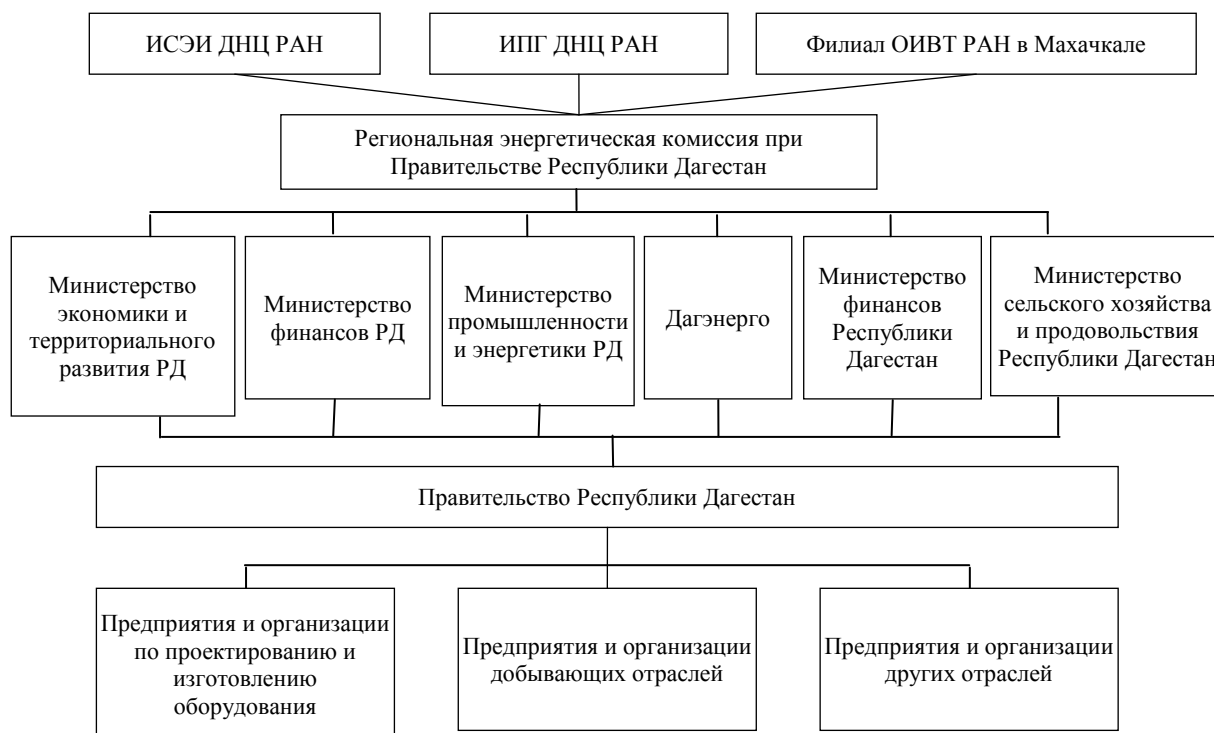 ИСЭИ ДНЦ РАН
ИПГ ДНЦ РАН
Филиал ОИВТ РАН в Махачкале
Региональная энергетическая комиссия при
Правительстве Республики Дагестан
Министерство
экономики и
территориального
развития РД
Министерство
финансов РД
Министерство
промышленности
и энергетики РД
Дагэнерго
Министерство
финансов
Республики
Дагестан
Министерство
сельского хозяйства
и продовольствия
Республики Дагестан
Правительство Республики Дагестан
Предприятия и организации
по проектированию и
изготовлению
оборудования
Предприятия и организации
добывающих отраслей
Предприятия и организации
других отраслей